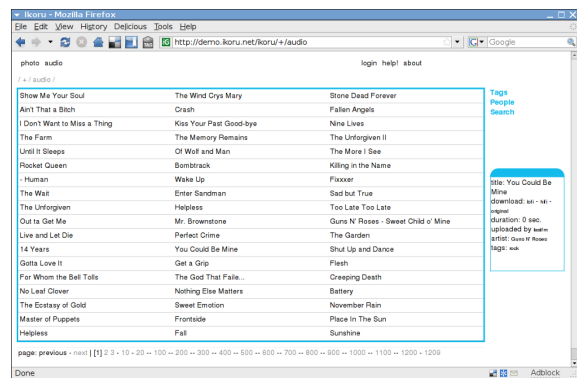 Ikoru - Mozilla Firefox
File Edit View History Delicious Tools Help
http://demo.ikoru.net/ikoru/+/audio
Google
photo audio
login help! about
/ + / audio /
Show Me Your Soul The Wind Crys Mary Stone Dead Forever
Ain't That a Bitch Crash Fallen Angels
I Don't Want to Miss a Thing Kiss Your Past Good-bye Nine Lives
The Farm The Memory Remains The Unforgiven II
Until It Sleeps Of Wolf and Man The More I See
Rocket Queen Bombtrack Killing in the Name
- Human Wake Up Fixxxer
The Wait Enter Sandman Sad but True
The Unforgiven Helpless Too Late Too Late
Out ta Get Me Mr. Brownstone Guns N' Roses - Sweet Child o' Mine
Live and Let Die Perfect Crime The Garden
14 Years You Could Be Mine Shut Up and Dance
Gotta Love It Get a Grip Flesh
For Whom the Bell Tolls The God That Faile... Creeping Death
No Leaf Clover Nothing Else Matters Battery
The Ecstasy of Gold Sweet Emotion November Rain
Master of Puppets Frontside Place In The Sun
Helpless Fall Sunshine
Tags
People
Search
title: You Could Be
Mine
download: lofi - hifi -
original
duration: 0 sec.
uploaded by
artist: Guns N' Roses
tags: rock
page: previous - next | [1] 2 3 - 10 - 20 -- 100 -- 200 -- 300 -- 400 -- 500 -- 600 -- 700 -- 800 -- 900 -- 1000 -- 1100 -- 1200 - 1209
Done
Adblock